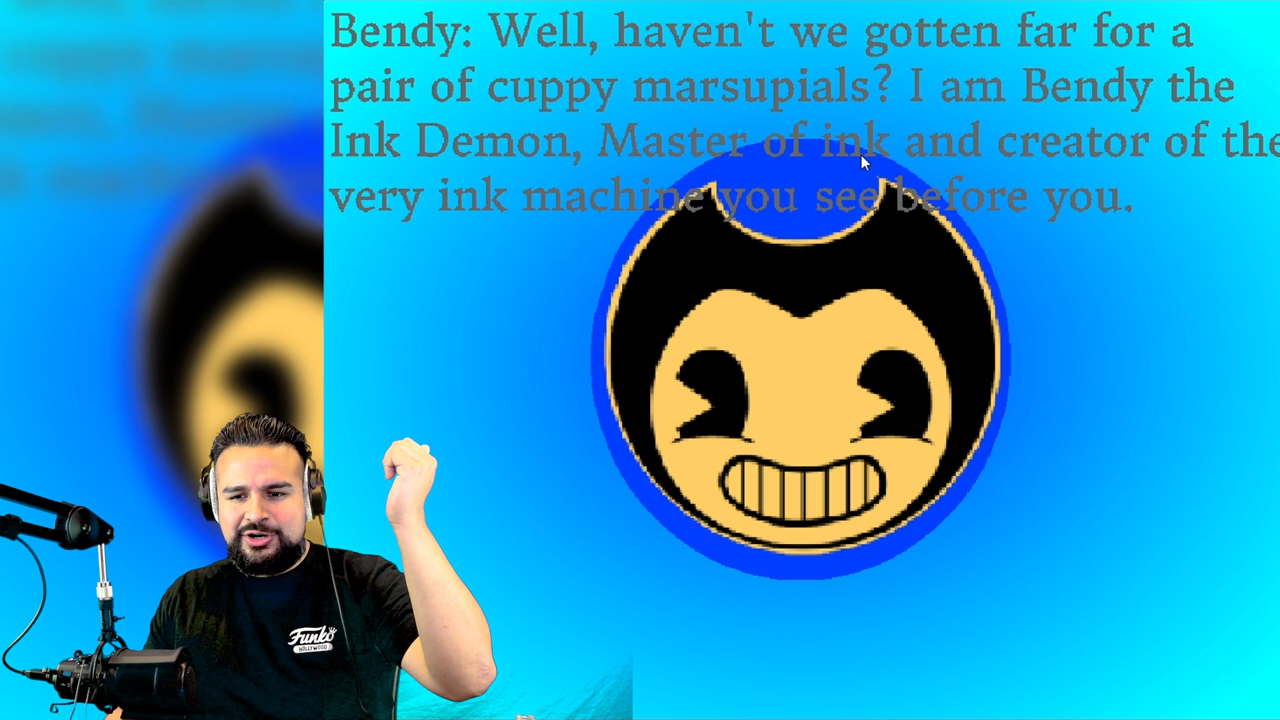 Bendy: Well, haven't we gotten far for a
pair of cuppy marsupials? I am Bendy the
Ink Demon, Master of ink and creator of the
very ink machine you see before you.
Funko
HOLLYWOOD